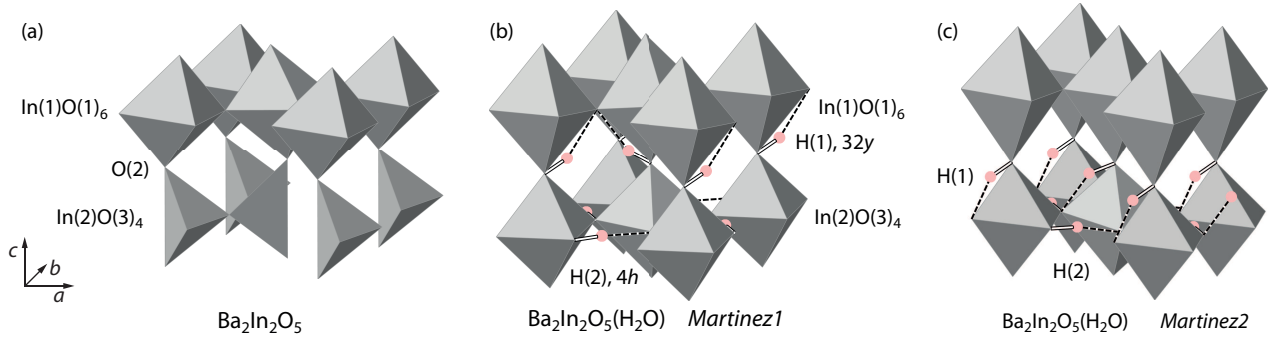 (a)
In(1)O(1)₆
O(2)
In(2)O(3)₄
c
b
a
Ba₂In₂O₅
(b)
In(1)O(1)₆
H(1), 32y
In(2)O(3)₄
H(2), 4h
Ba₂In₂O₅(H₂O) Martinez1
(c)
H(1)
H(2)
Ba₂In₂O₅(H₂O) Martinez2